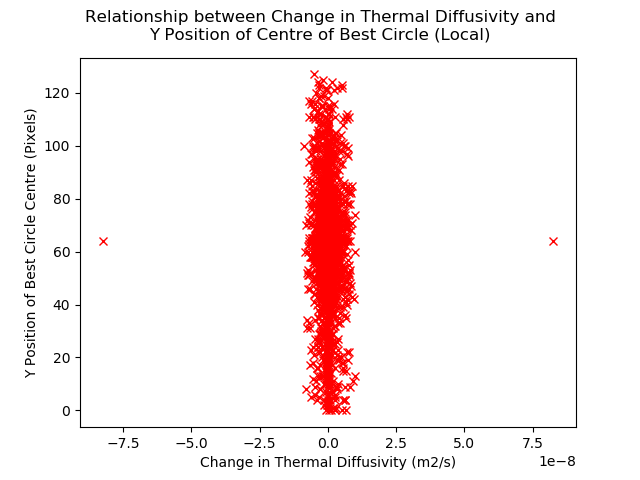 Relationship between Change in Thermal Diffusivity and
Y Position of Centre of Best Circle (Local)
Y Position of Best Circle Centre (Pixels)
120
100
80
60
40
20
0
−7.5 −5.0 −2.5 0.0 2.5 5.0 7.5
1e−8
Change in Thermal Diffusivity (m2/s)